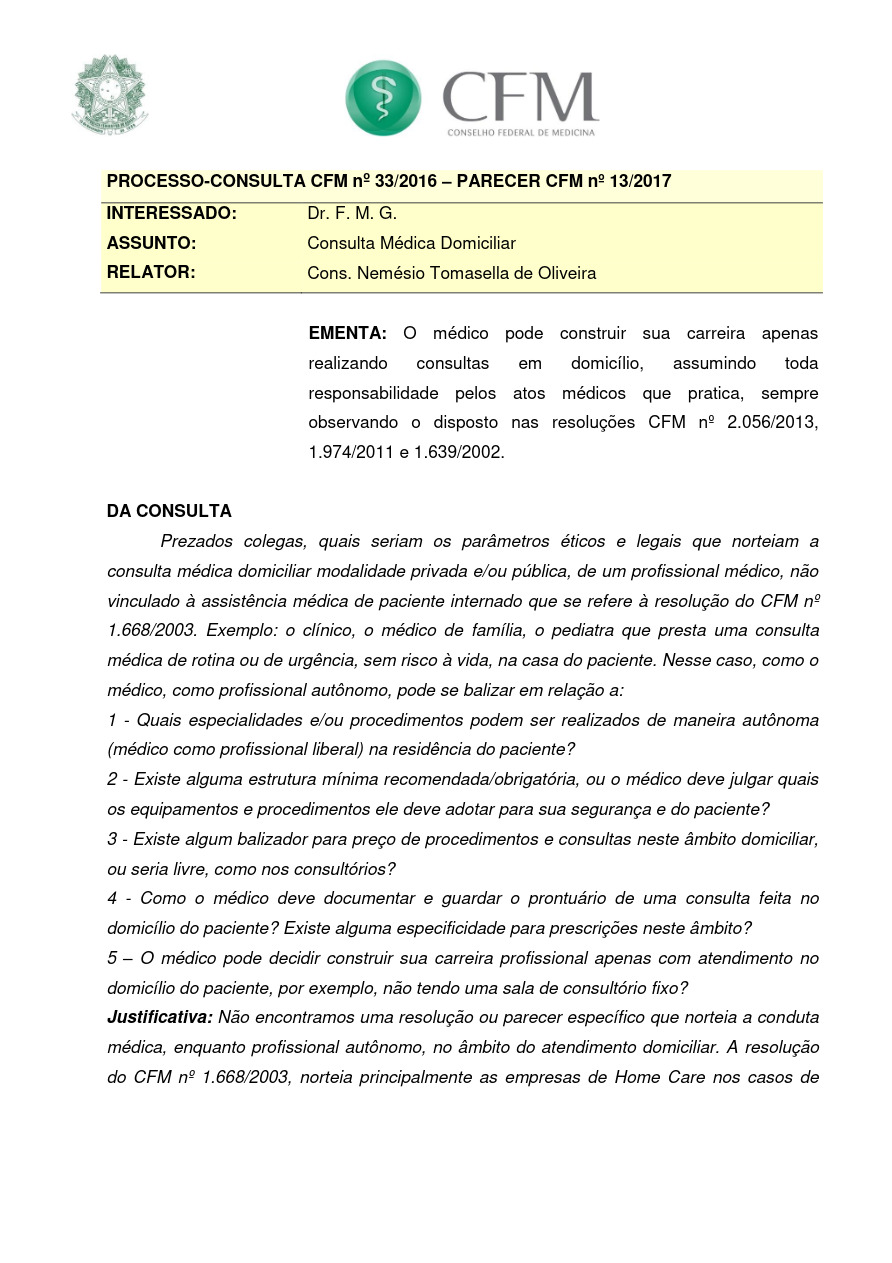 CFM
CONSELHO FEDERAL DE MEDICINA
PROCESSO-CONSULTA CFM nº 33/2016 – PARECER CFM nº 13/2017
INTERESSADO: Dr. F. M. G.
ASSUNTO: Consulta Médica Domiciliar
RELATOR: Cons. Nemésio Tomasella de Oliveira
EMENTA: O médico pode construir sua carreira apenas
realizando consultas em domicílio, assumindo toda
responsabilidade pelos atos médicos que pratica, sempre
observando o disposto nas resoluções CFM nº 2.056/2013,
1.974/2011 e 1.639/2002.
DA CONSULTA
Prezados colegas, quais seriam os parâmetros éticos e legais que norteiam a
consulta médica domiciliar modalidade privada e/ou pública, de um profissional médico, não
vinculado à assistência médica de paciente internado que se refere à resolução do CFM nº
1.668/2003. Exemplo: o clínico, o médico de família, o pediatra que presta uma consulta
médica de rotina ou de urgência, sem risco à vida, na casa do paciente. Nesse caso, como o
médico, como profissional autônomo, pode se balizar em relação a:
1 - Quais especialidades e/ou procedimentos podem ser realizados de maneira autônoma
(médico como profissional liberal) na residência do paciente?
2 - Existe alguma estrutura mínima recomendada/obrigatória, ou o médico deve julgar quais
os equipamentos e procedimentos ele deve adotar para sua segurança e do paciente?
3 - Existe algum balizador para preço de procedimentos e consultas neste âmbito domiciliar,
ou seria livre, como nos consultórios?
4 - Como o médico deve documentar e guardar o prontuário de uma consulta feita no
domicílio do paciente? Existe alguma especificidade para prescrições neste âmbito?
5 – O médico pode decidir construir sua carreira profissional apenas com atendimento no
domicílio do paciente, por exemplo, não tendo uma sala de consultório fixo?
Justificativa: Não encontramos uma resolução ou parecer específico que norteia a conduta
médica, enquanto profissional autônomo, no âmbito do atendimento domiciliar. A resolução
do CFM nº 1.668/2003, norteia principalmente as empresas de Home Care nos casos de